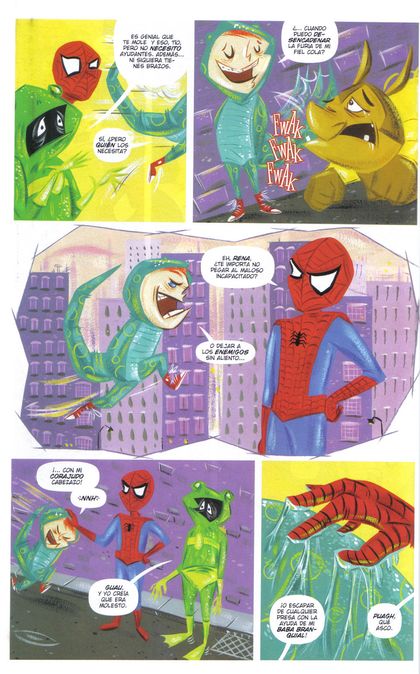 ES GENIAL QUE
TE MOLE Y ESO, TÍO,
PERO NO NECESITO
AYUDANTES. ADEMÁS...
NI SIQUIERA TIE-
NES BRAZOS.
SÍ, ¿PERO
QUIÉN LOS
NECESITA?
¿... CUANDO
PUEDO DE-
SENCADENAR
LA FURIA DE MI
FIEL COLA?
FWAK
FWAK
FWAK
EH, RENA,
¿TE IMPORTA NO
PEGAR AL MALOSO
INCAPACITADO?
O DEJAR A
LOS ENEMIGOS
SIN ALIENTO...
¡... CON MI
CORAJUDO
CABEZAZO!
<NNH>
GUAU.
Y YO CREÍA
QUE ERA
MOLESTO.
¡O ESCAPAR
DE CUALQUIER
PRESA CON LA
AYUDA DE MI
BABA BRAN-
QUIAL!
PUAGH,
QUÉ
ASCO.